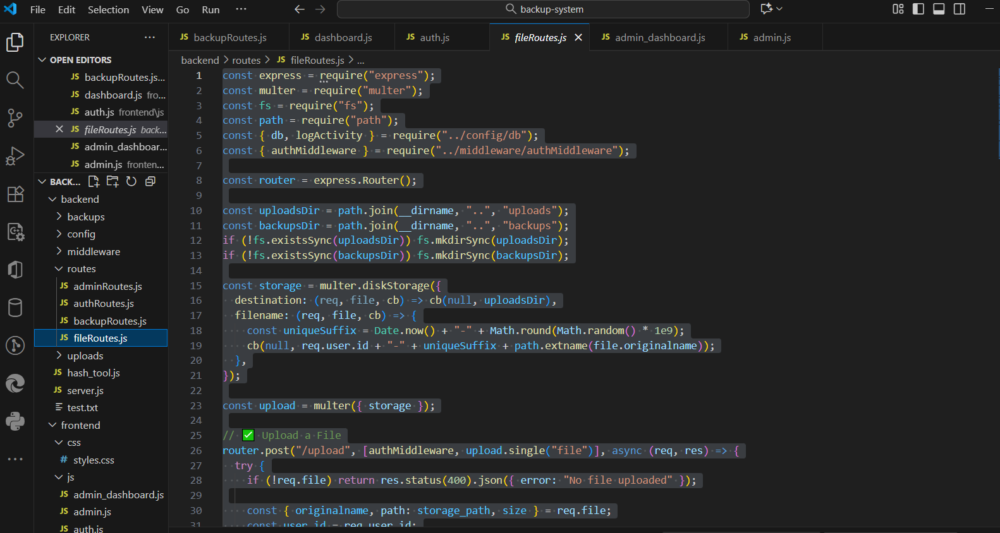 File Edit Selection View Go Run ...
backup-system
EXPLORER ...
OPEN EDITORS
JS backupRoutes.js...
JS dashboard.js fro...
JS auth.js frontend\js
JS fileRoutes.js back...
JS admin_dashboar...
JS admin.js fronten...
BACK...
backend
backups
config
middleware
routes
JS adminRoutes.js
JS authRoutes.js
JS backupRoutes.js
JS fileRoutes.js
uploads
JS hash_tool.js
JS server.js
test.txt
frontend
css
# styles.css
js
JS admin_dashboard.js
JS admin.js
JS auth.js
JS backupRoutes.js JS dashboard.js JS auth.js JS fileRoutes.js JS admin_dashboard.js JS admin.js
backend > routes > JS fileRoutes.js > ...
1 const express = require("express");
2 const multer = require("multer");
3 const fs = require("fs");
4 const path = require("path");
5 const { db, logActivity } = require("../config/db");
6 const { authMiddleware } = require("../middleware/authMiddleware");
7
8 const router = express.Router();
9
10 const uploadsDir = path.join(__dirname, "..", "uploads");
11 const backupsDir = path.join(__dirname, "..", "backups");
12 if (!fs.existsSync(uploadsDir)) fs.mkdirSync(uploadsDir);
13 if (!fs.existsSync(backupsDir)) fs.mkdirSync(backupsDir);
14
15 const storage = multer.diskStorage({
16   destination: (req, file, cb) => cb(null, uploadsDir),
17   filename: (req, file, cb) => {
18     const uniqueSuffix = Date.now() + "-" + Math.round(Math.random() * 1e9);
19     cb(null, req.user.id + "-" + uniqueSuffix + path.extname(file.originalname));
20   },
21 });
22
23 const upload = multer({ storage });
24
25 // ✅ Upload a File
26 router.post("/upload", [authMiddleware, upload.single("file")], async (req, res) => {
27   try {
28     if (!req.file) return res.status(400).json({ error: "No file uploaded" });
29
30     const { originalname, path: storage_path, size } = req.file;
31     const user_id = req.user.id;